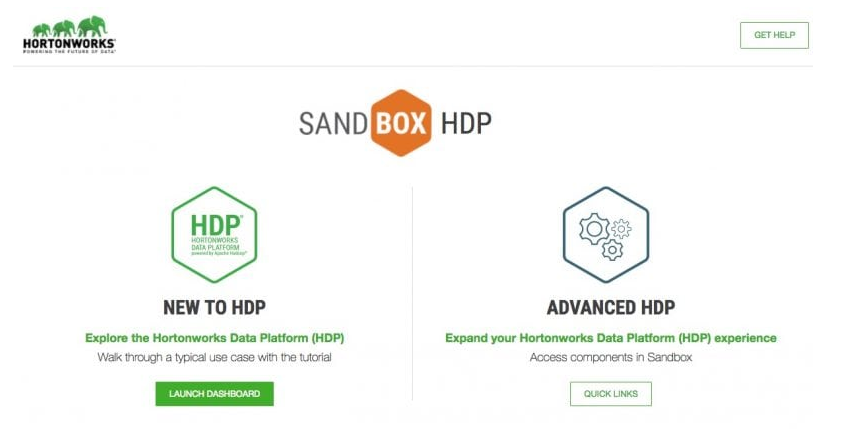 HORTONWORKS
POWERING THE FUTURE OF DATA
GET HELP
SANDBOX HDP
HDP
HORTONWORKS
DATA PLATFORM
powered by Apache Hadoop
NEW TO HDP
Explore the Hortonworks Data Platform (HDP)
Walk through a typical use case with the tutorial
LAUNCH DASHBOARD
ADVANCED HDP
Expand your Hortonworks Data Platform (HDP) experience
Access components in Sandbox
QUICK LINKS